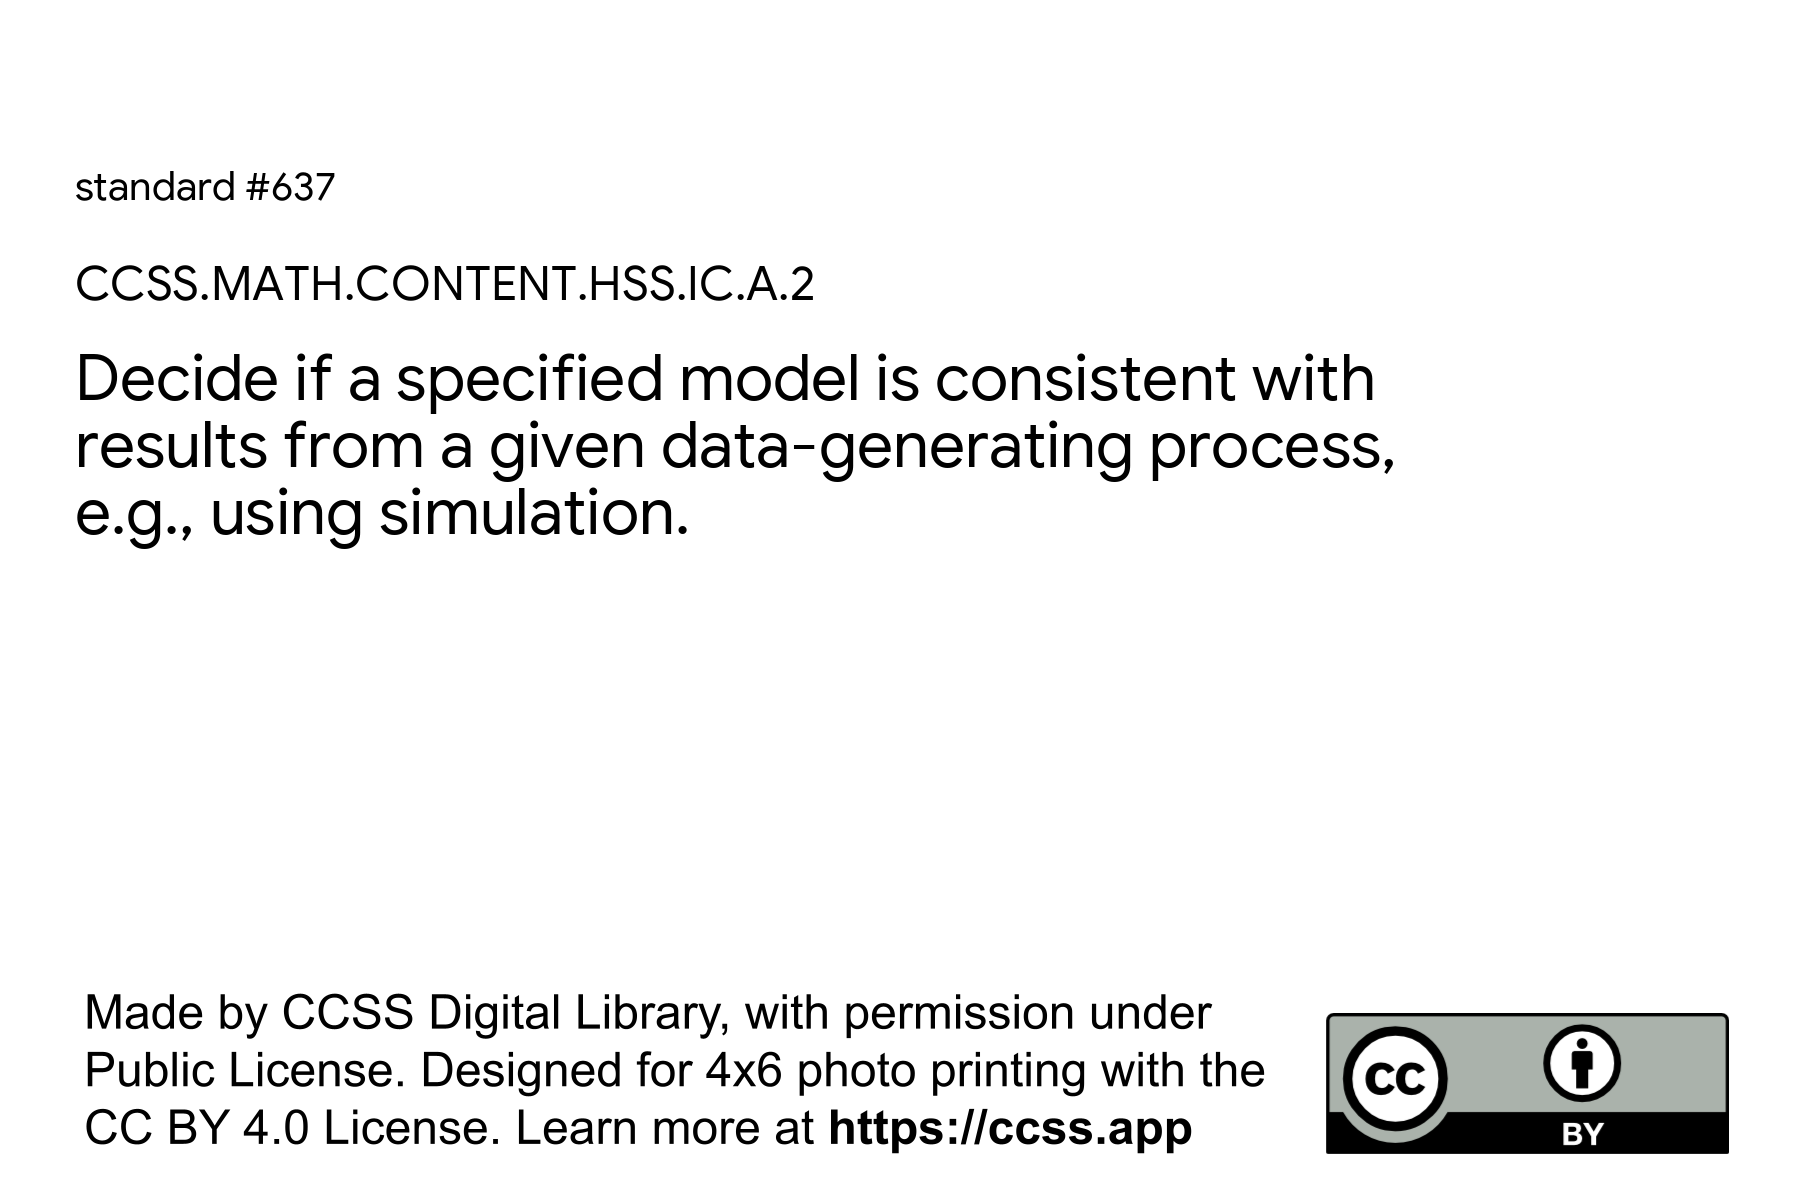 standard #637
CCSS.MATH.CONTENT.HSS.IC.A.2
Decide if a specified model is consistent with
results from a given data-generating process,
e.g., using simulation.
Made by CCSS Digital Library, with permission under
Public License. Designed for 4x6 photo printing with the
CC BY 4.0 License. Learn more at https://ccss.app
CC
BY